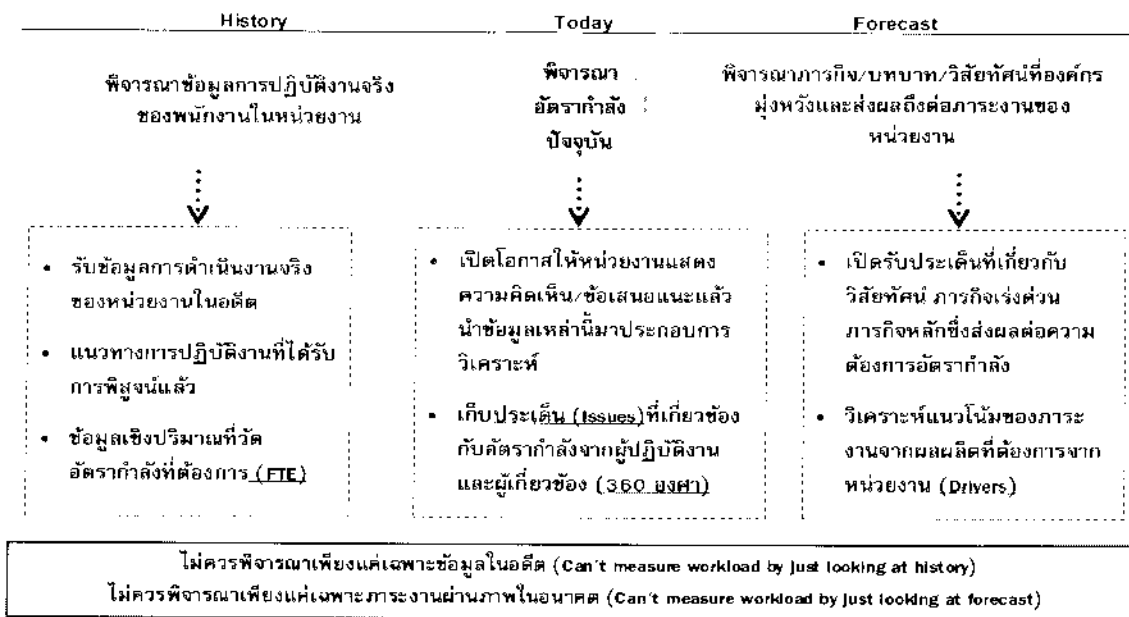 History
Today
Forecast
พิจารณาข้อมูลการปฏิบัติงานจริง
ของพนักงานในหน่วยงาน
พิจารณา
อัตรากำลัง
ปัจจุบัน
พิจารณาภารกิจ/บทบาท/วิสัยทัศน์ที่องค์กร
มุ่งหวังและส่งผลถึงต่อภาระงานของ
หน่วยงาน
• รับข้อมูลการดำเนินงานจริง
ของหน่วยงานในอดีต
• แนวทางการปฏิบัติงานที่ได้รับ
การพิสูจน์แล้ว
• ข้อมูลเชิงปริมาณที่วัด
อัตรากำลังที่ต้องการ (FTE)
• เปิดโอกาสให้หน่วยงานแสดง
ความคิดเห็น/ข้อเสนอแนะแล้ว
นำข้อมูลเหล่านี้มาประกอบการ
วิเคราะห์
• เก็บประเด็น (Issues)ที่เกี่ยวข้อง
กับอัตรากำลังจากผู้ปฏิบัติงาน
และผู้เกี่ยวข้อง (360 องศา)
• เปิดรับประเด็นที่เกี่ยวกับ
วิสัยทัศน์ ภารกิจเร่งด่วน
ภารกิจหลักซึ่งส่งผลต่อความ
ต้องการอัตรากำลัง
• วิเคราะห์แนวโน้มของภาระ
งานจากผลผลิตที่ต้องการจาก
หน่วยงาน (Drivers)
ไม่ควรพิจารณาเพียงแค่เฉพาะข้อมูลในอดีต (Can't measure workload by just looking at history)
ไม่ควรพิจารณาเพียงแค่เฉพาะภาระงานผ่านภาพในอนาคต (Can't measure workload by just looking at forecast)